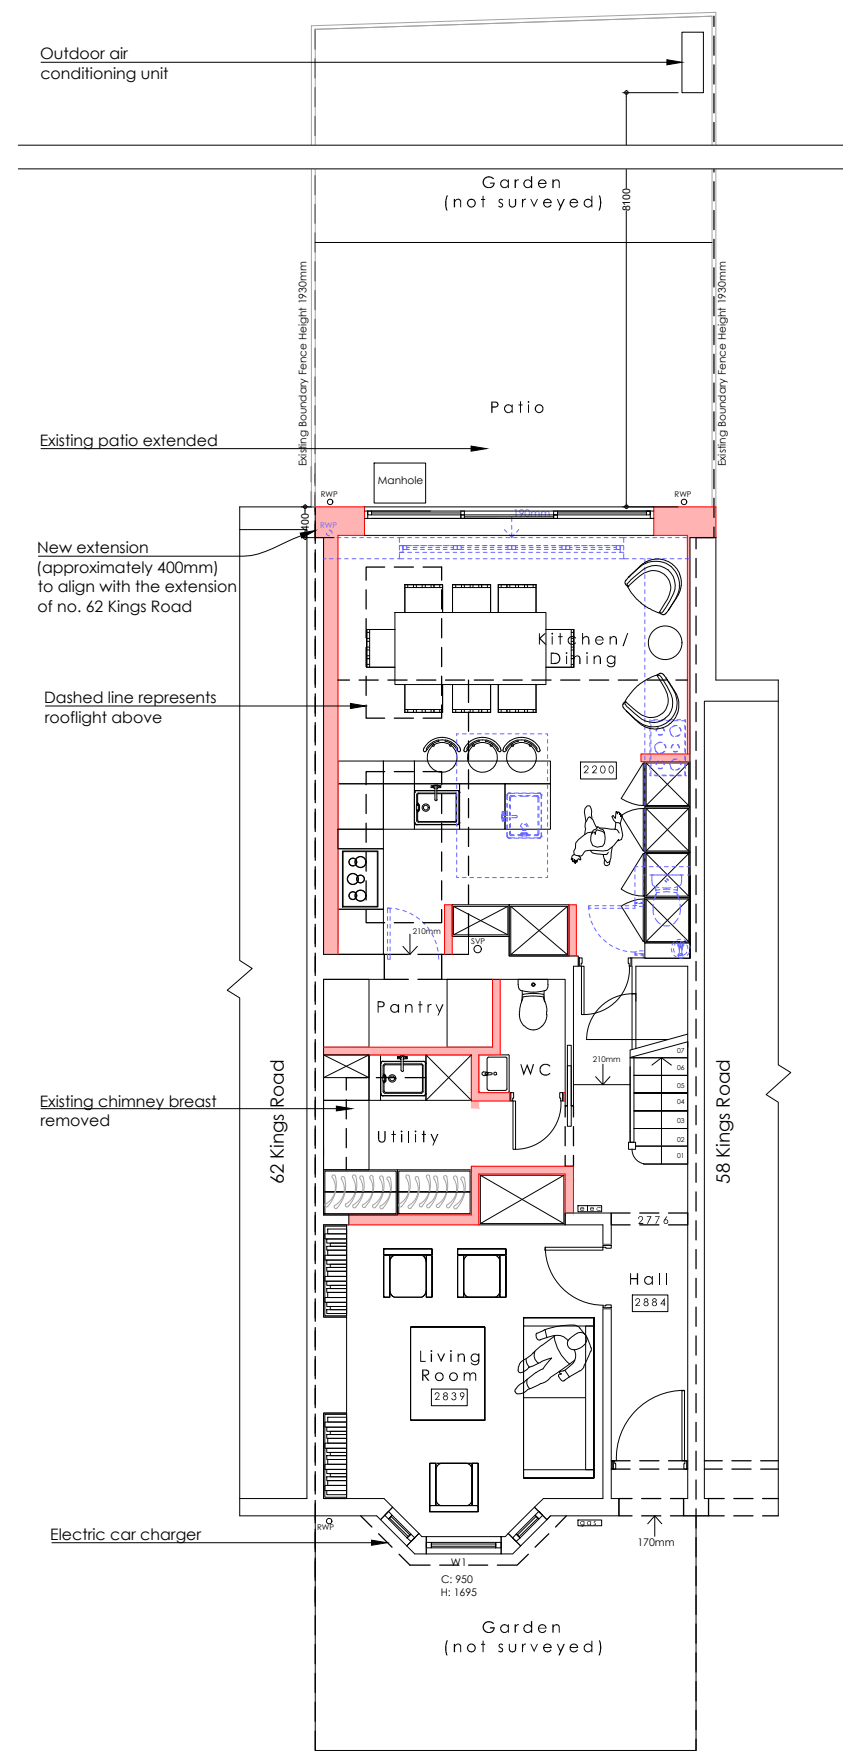 Outdoor air
conditioning unit
Garden
(not surveyed)
8100
Existing Boundary Fence Height 1930mm
Existing Boundary Fence Height 1930mm
Patio
Existing patio extended
Manhole
RWP
RWP
400
RWP
190mm
New extension
(approximately 400mm)
to align with the extension
of no. 62 Kings Road
Kitchen/
Dining
Dashed line represents
rooflight above
2200
210mm
SVP
Pantry
WC
210mm
07
06
05
04
03
02
01
62 Kings Road
58 Kings Road
Existing chimney breast
removed
Utility
elec
2776
Hall
2884
Living
Room
2839
Electric car charger
RWP
gas
170mm
W1
C: 950
H: 1695
Garden
(not surveyed)